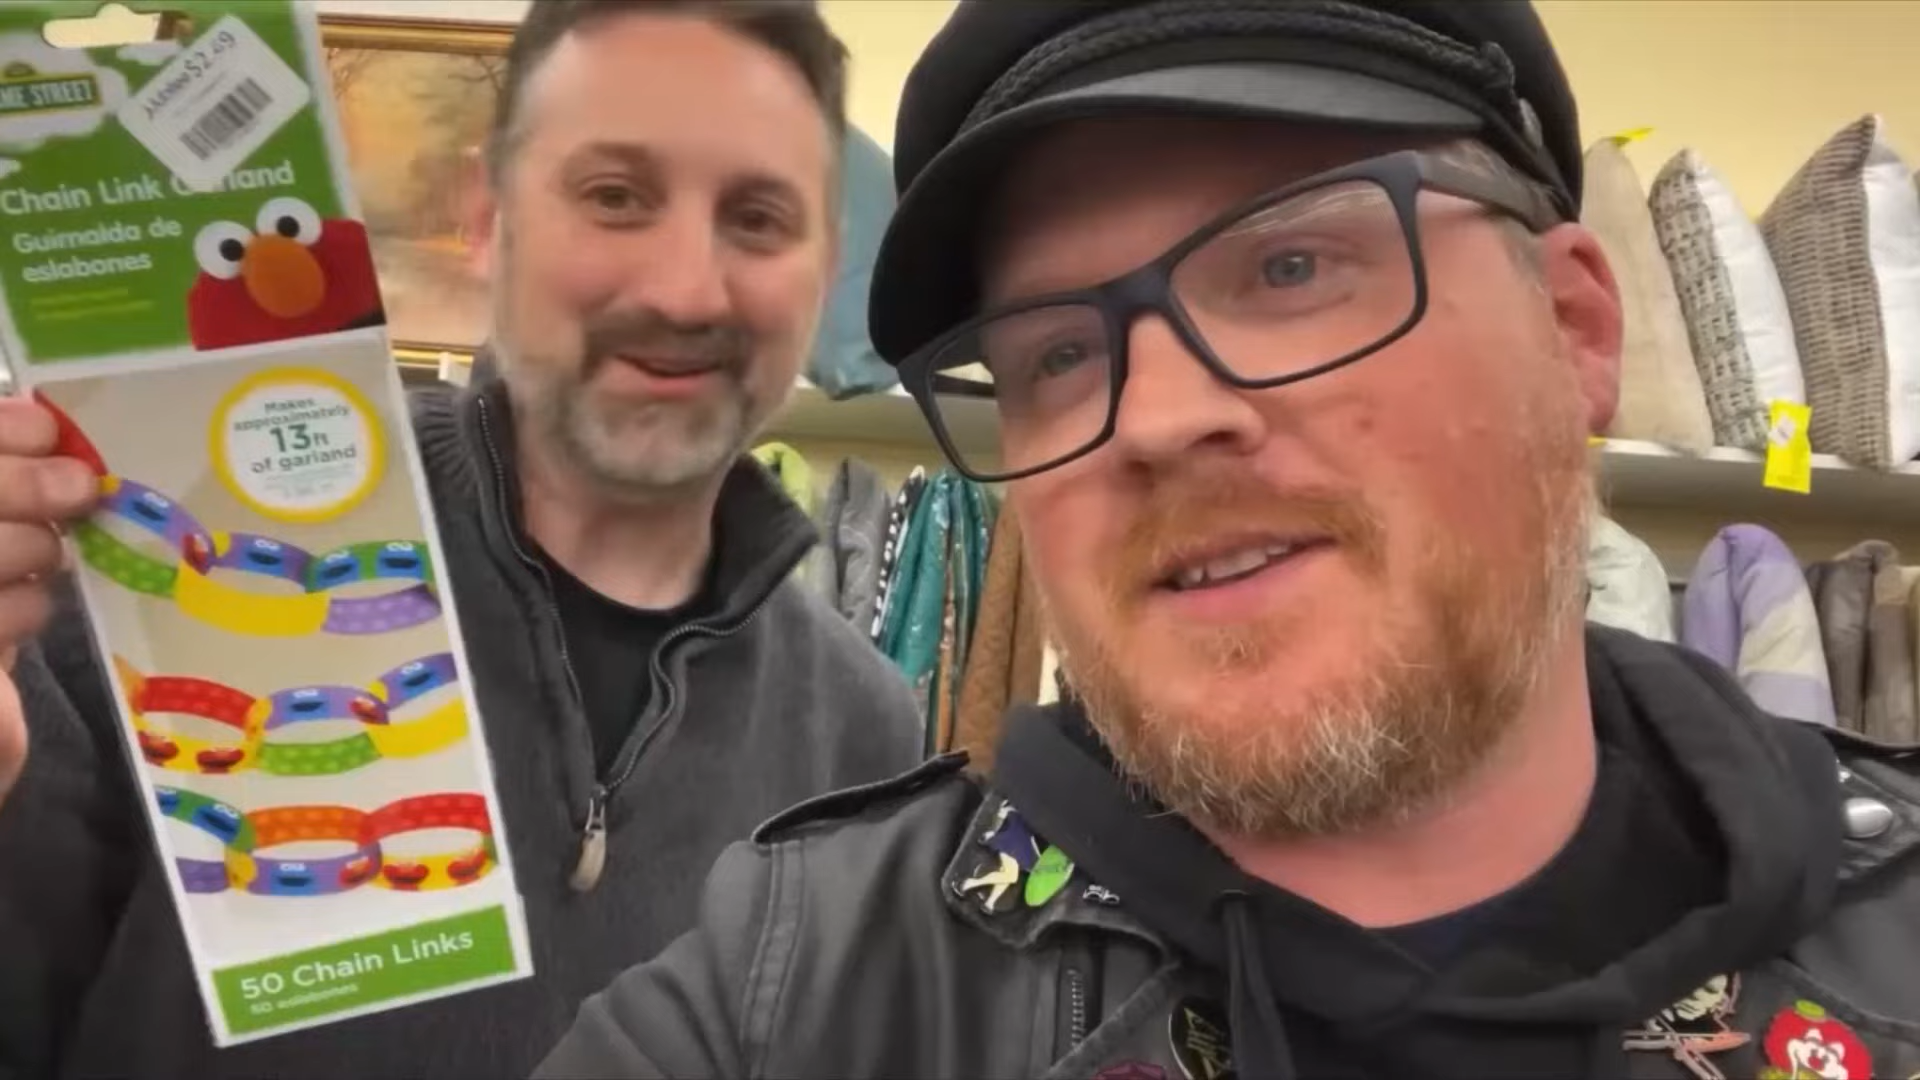 $2.49
ME STREET
Chain Link Garland
Guirnalda de
eslabones
Makes
approximately
13ft
of garland
50 Chain Links
50 eslabones